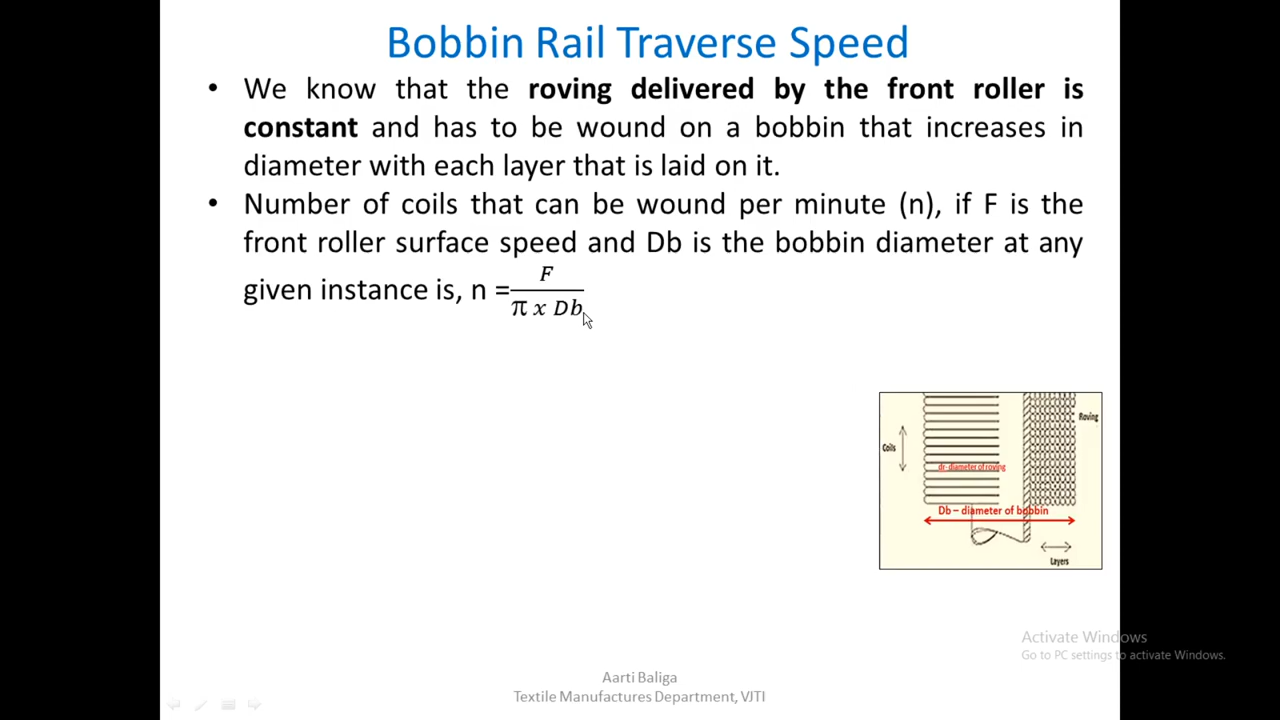 Bobbin Rail Traverse Speed
• We know that the roving delivered by the front roller is
constant and has to be wound on a bobbin that increases in
diameter with each layer that is laid on it.
• Number of coils that can be wound per minute (n), if F is the
front roller surface speed and Db is the bobbin diameter at any
given instance is, n = F / π x Db
Roving
Coils
dr-diameter of roving
Db – diameter of bobbin
Layers
Activate Windows
Go to PC settings to activate Windows.
Aarti Baliga
Textile Manufactures Department, VJTI